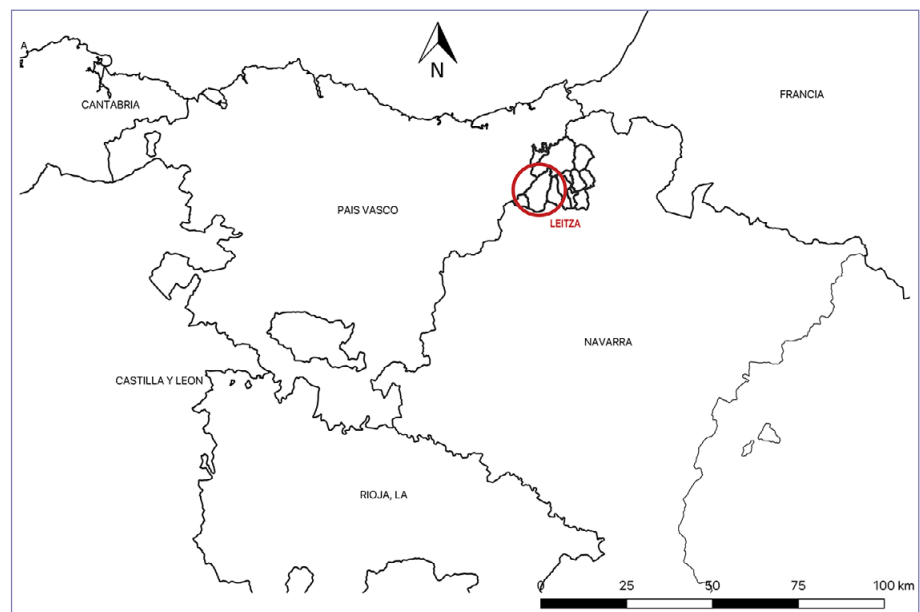 A
N
CANTABRIA
FRANCIA
PAIS VASCO
LEITZA
NAVARRA
CASTILLA Y LEON
RIOJA, LA
0 25 50 75 100 km